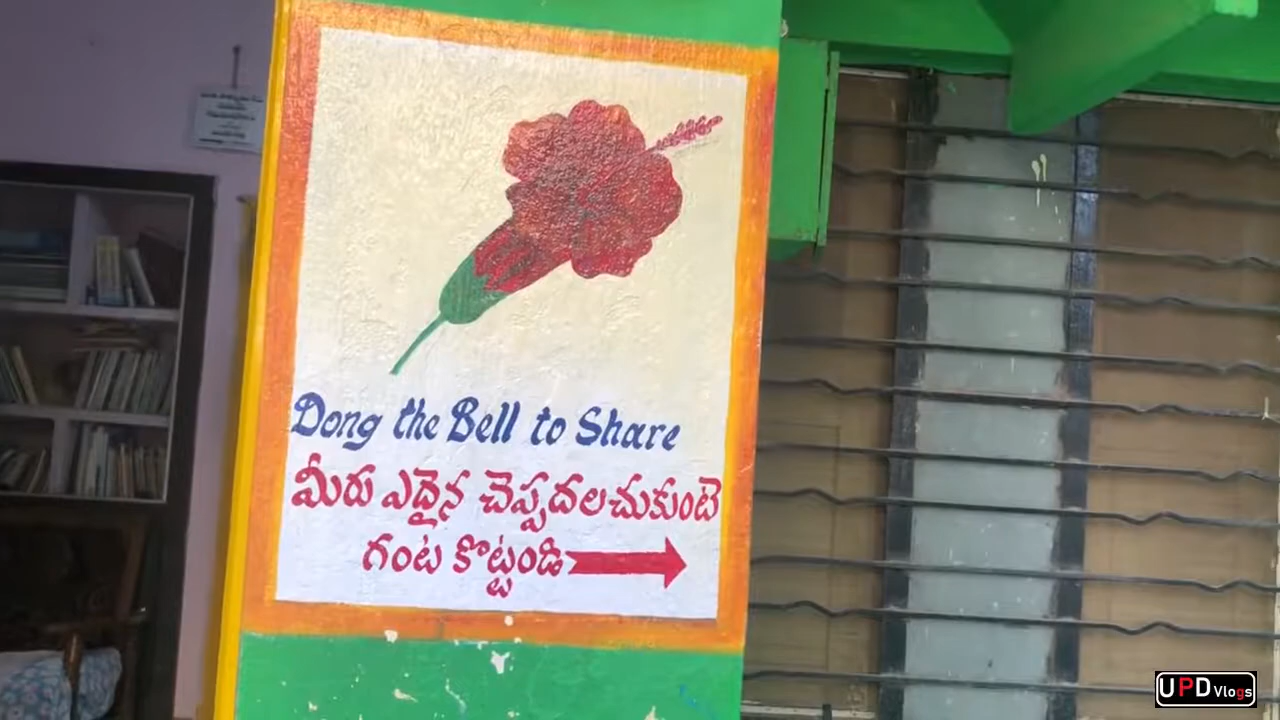 Dong the Bell to Share
మీరు ఎదైన చెప్పదలచుకుంటె
గంట కొట్టండి
UPD Vlogs